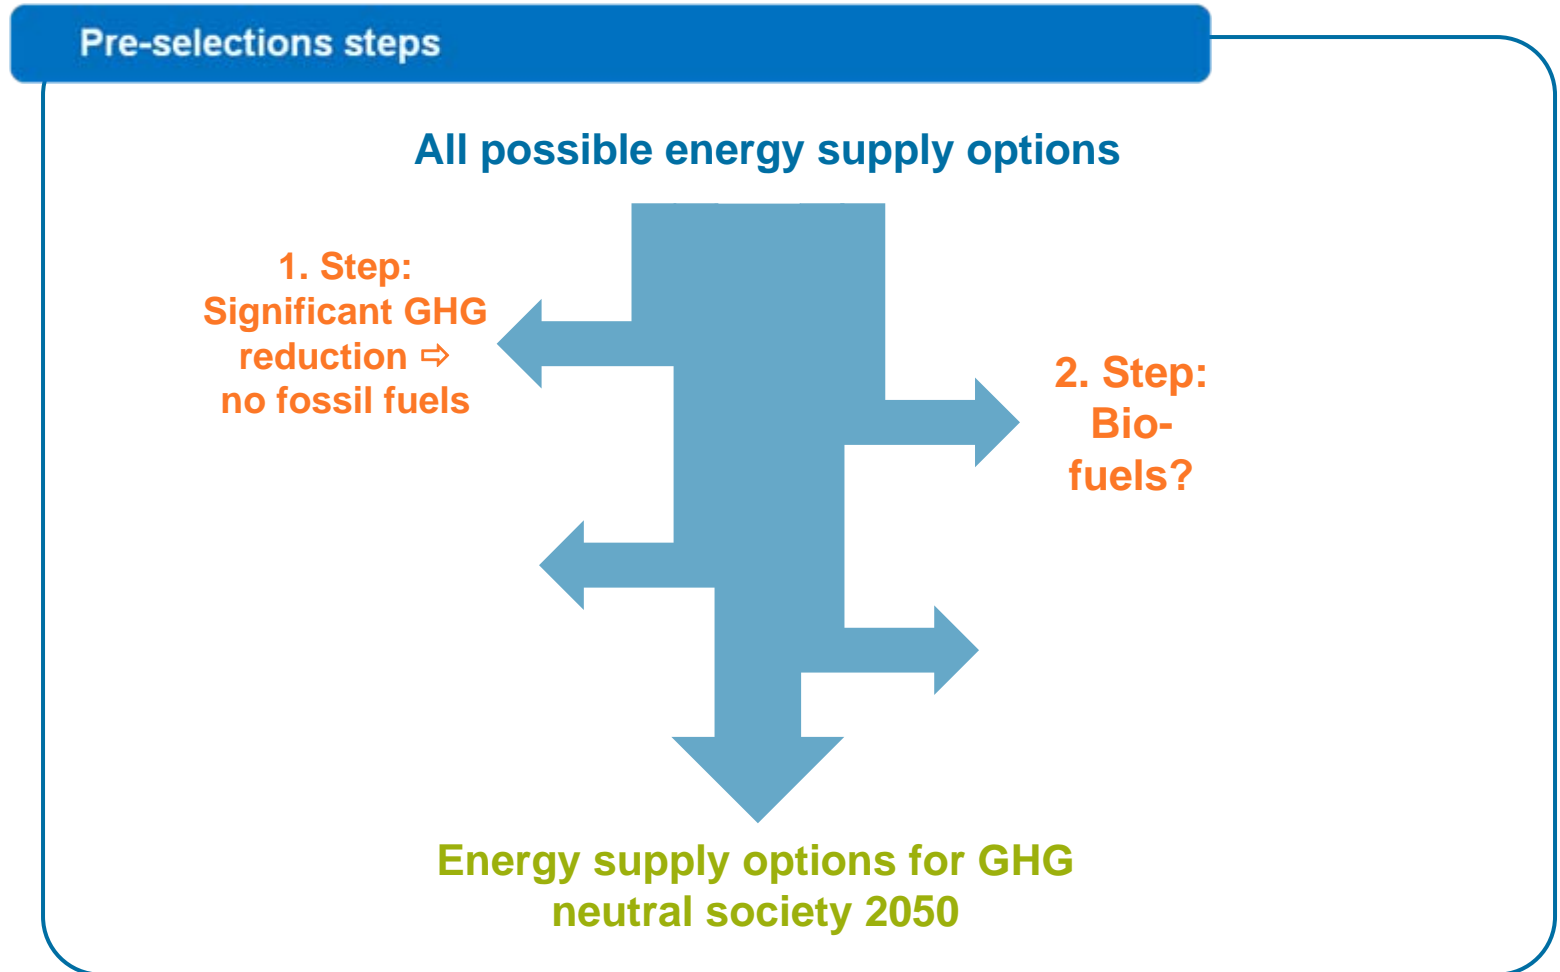 Pre-selections steps
All possible energy supply options
1. Step:
Significant GHG
reduction ⇨
no fossil fuels
2. Step:
Bio-
fuels?
Energy supply options for GHG
neutral society 2050